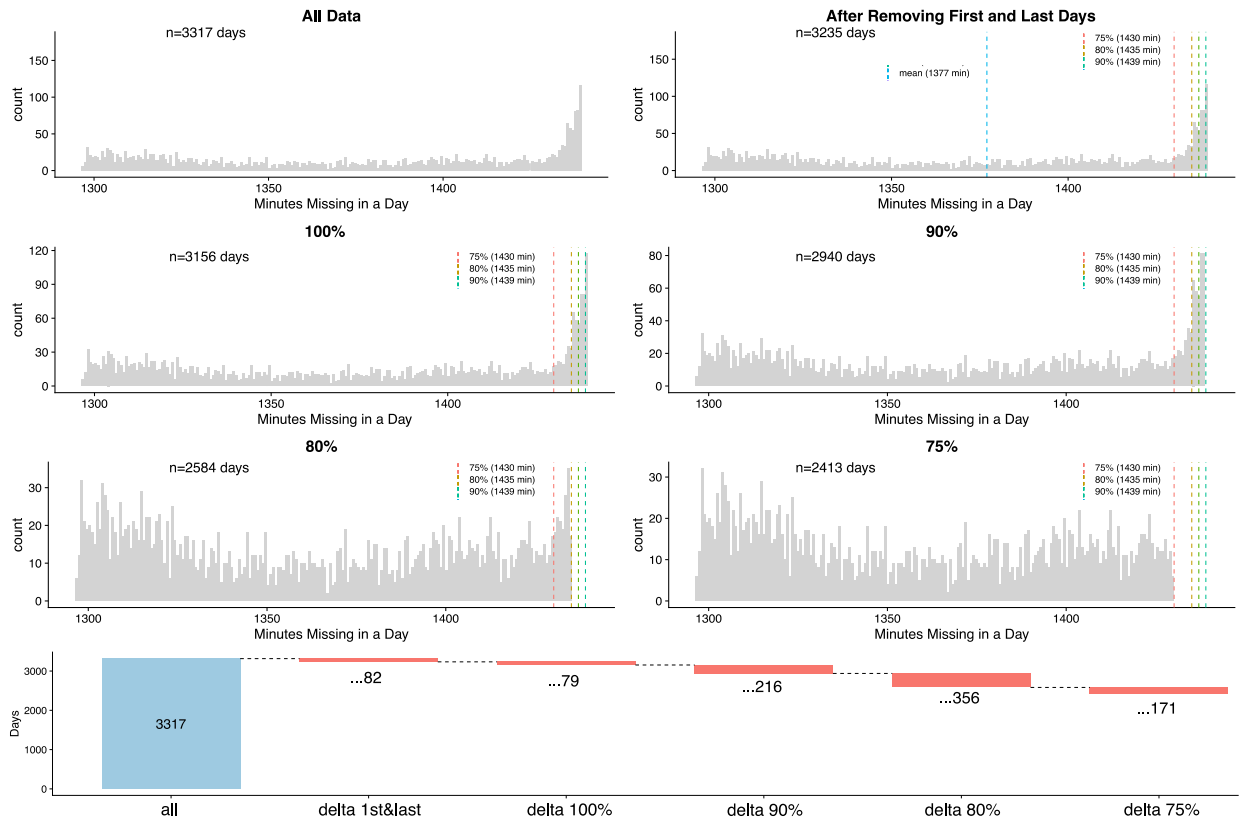 All Data
n=3317 days
150
100
50
0
count
1300
1350
1400
Minutes Missing in a Day
After Removing First and Last Days
n=3235 days
75% (1430 min)
80% (1435 min)
90% (1439 min)
mean (1377 min)
150
100
50
0
count
1300
1350
1400
Minutes Missing in a Day
100%
n=3156 days
75% (1430 min)
80% (1435 min)
90% (1439 min)
120
90
60
30
0
count
1300
1350
1400
Minutes Missing in a Day
90%
n=2940 days
75% (1430 min)
80% (1435 min)
90% (1439 min)
80
60
40
20
0
count
1300
1350
1400
Minutes Missing in a Day
80%
n=2584 days
75% (1430 min)
80% (1435 min)
90% (1439 min)
30
20
10
0
count
1300
1350
1400
Minutes Missing in a Day
75%
n=2413 days
75% (1430 min)
80% (1435 min)
90% (1439 min)
30
20
10
0
count
1300
1350
1400
Minutes Missing in a Day
3000
2000
1000
0
Days
3317
...82
...79
...216
...356
...171
all
delta 1st&last
delta 100%
delta 90%
delta 80%
delta 75%